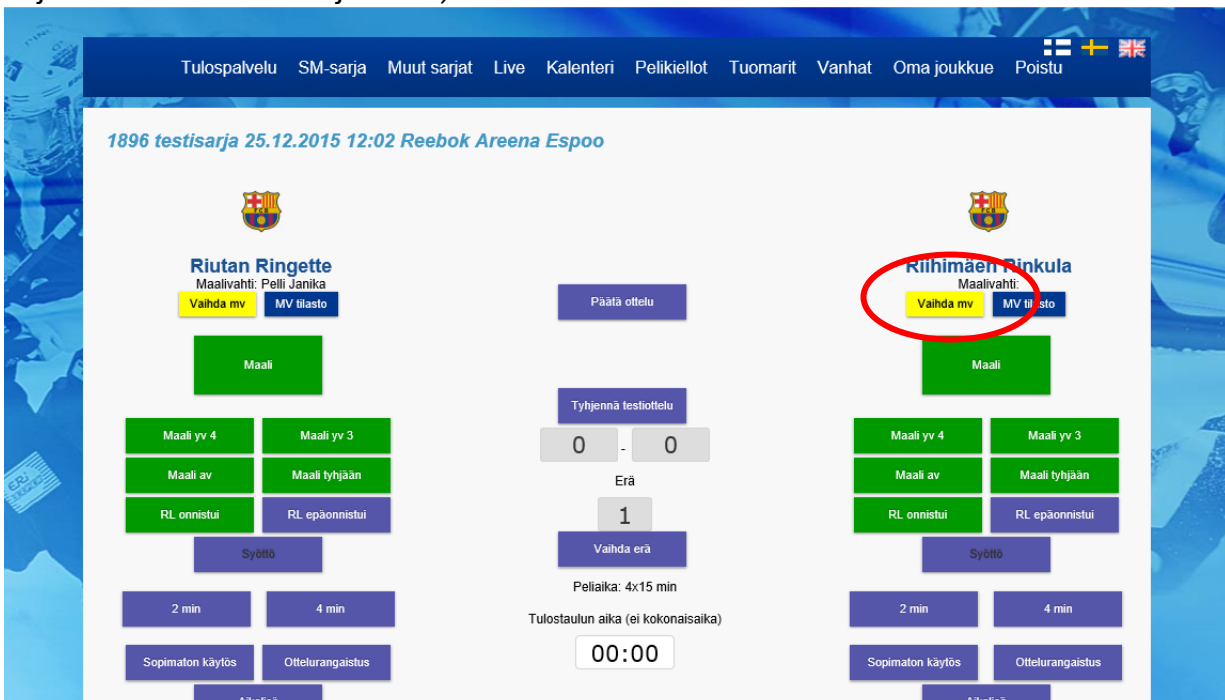 Tulospalvelu SM-sarja Muut sarjat Live Kalenteri Pelikiellot Tuomarit Vanhat Oma joukkue Poistu
1896 testisarja 25.12.2015 12:02 Reebok Areena Espoo
Riutan Ringette
Maalivahti: Pelli Janika
Vaihda mv MV tilasto
Maali
Maali yv 4 Maali yv 3
Maali av Maali tyhjään
RL onnistui RL epäonnistui
Syöttö
2 min 4 min
Sopimaton käytös Ottelurangaistus
Päätä ottelu
Tyhjennä testiottelu
0 - 0
Erä
1
Vaihda erä
Peliaika: 4x15 min
Tulostaulun aika (ei kokonaisaika)
00:00
Riihimäen Rinkula
Maalivahti:
Vaihda mv MV tilasto
Maali
Maali yv 4 Maali yv 3
Maali av Maali tyhjään
RL onnistui RL epäonnistui
Syöttö
2 min 4 min
Sopimaton käytös Ottelurangaistus